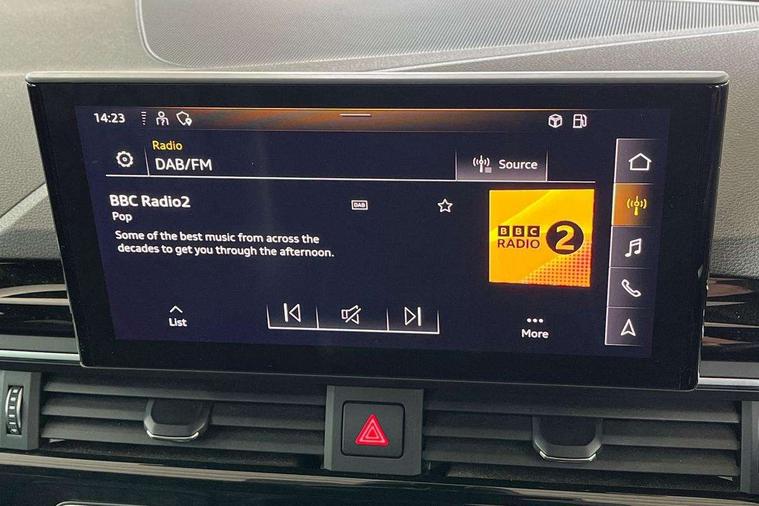 14:23
Radio
DAB/FM
Source
BBC Radio2
DAB
Pop
Some of the best music from across the
decades to get you through the afternoon.
BBC
RADIO 2
List
More